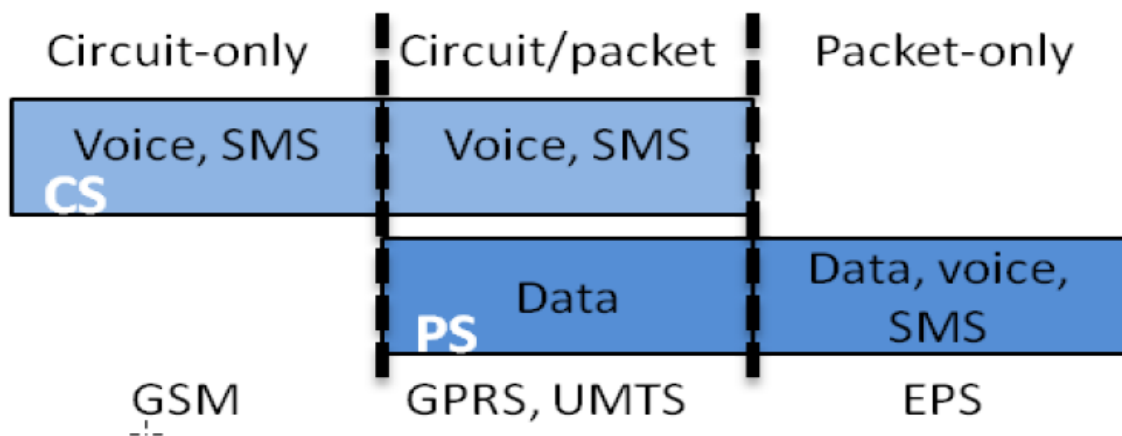 Circuit-only
Circuit/packet
Packet-only
Voice, SMS
Voice, SMS
CS
Data
Data, voice,
SMS
PS
GSM
GPRS, UMTS
EPS